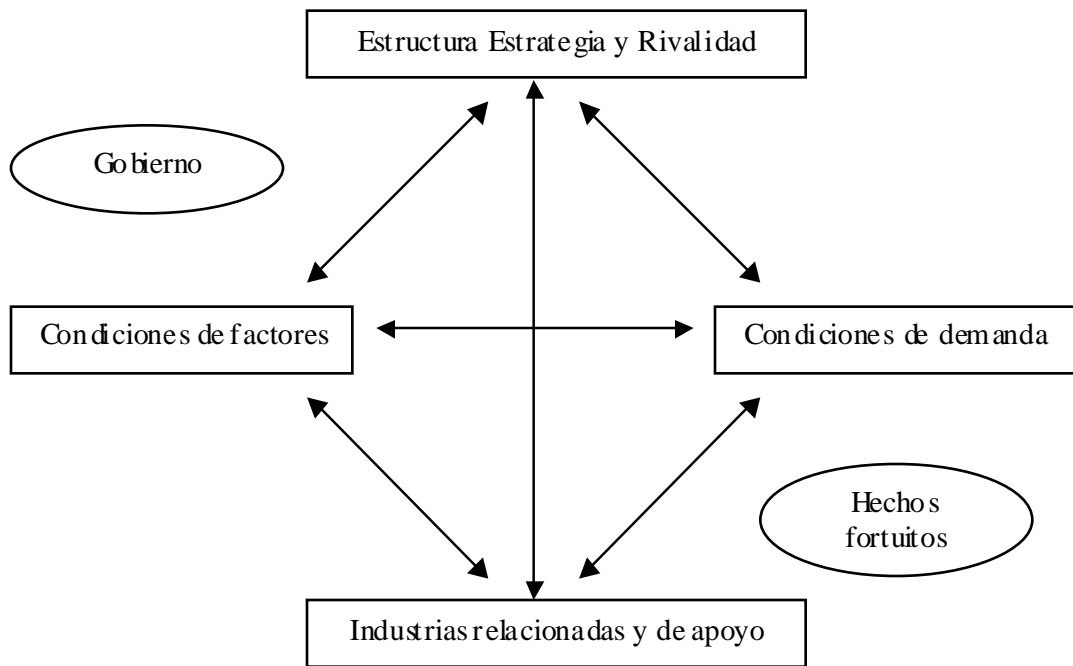 Estructura Estrategia y Rivalidad
Gobierno
Condiciones de factores
Condiciones de demanda
Hechos
fortuitos
Industrias relacionadas y de apoyo